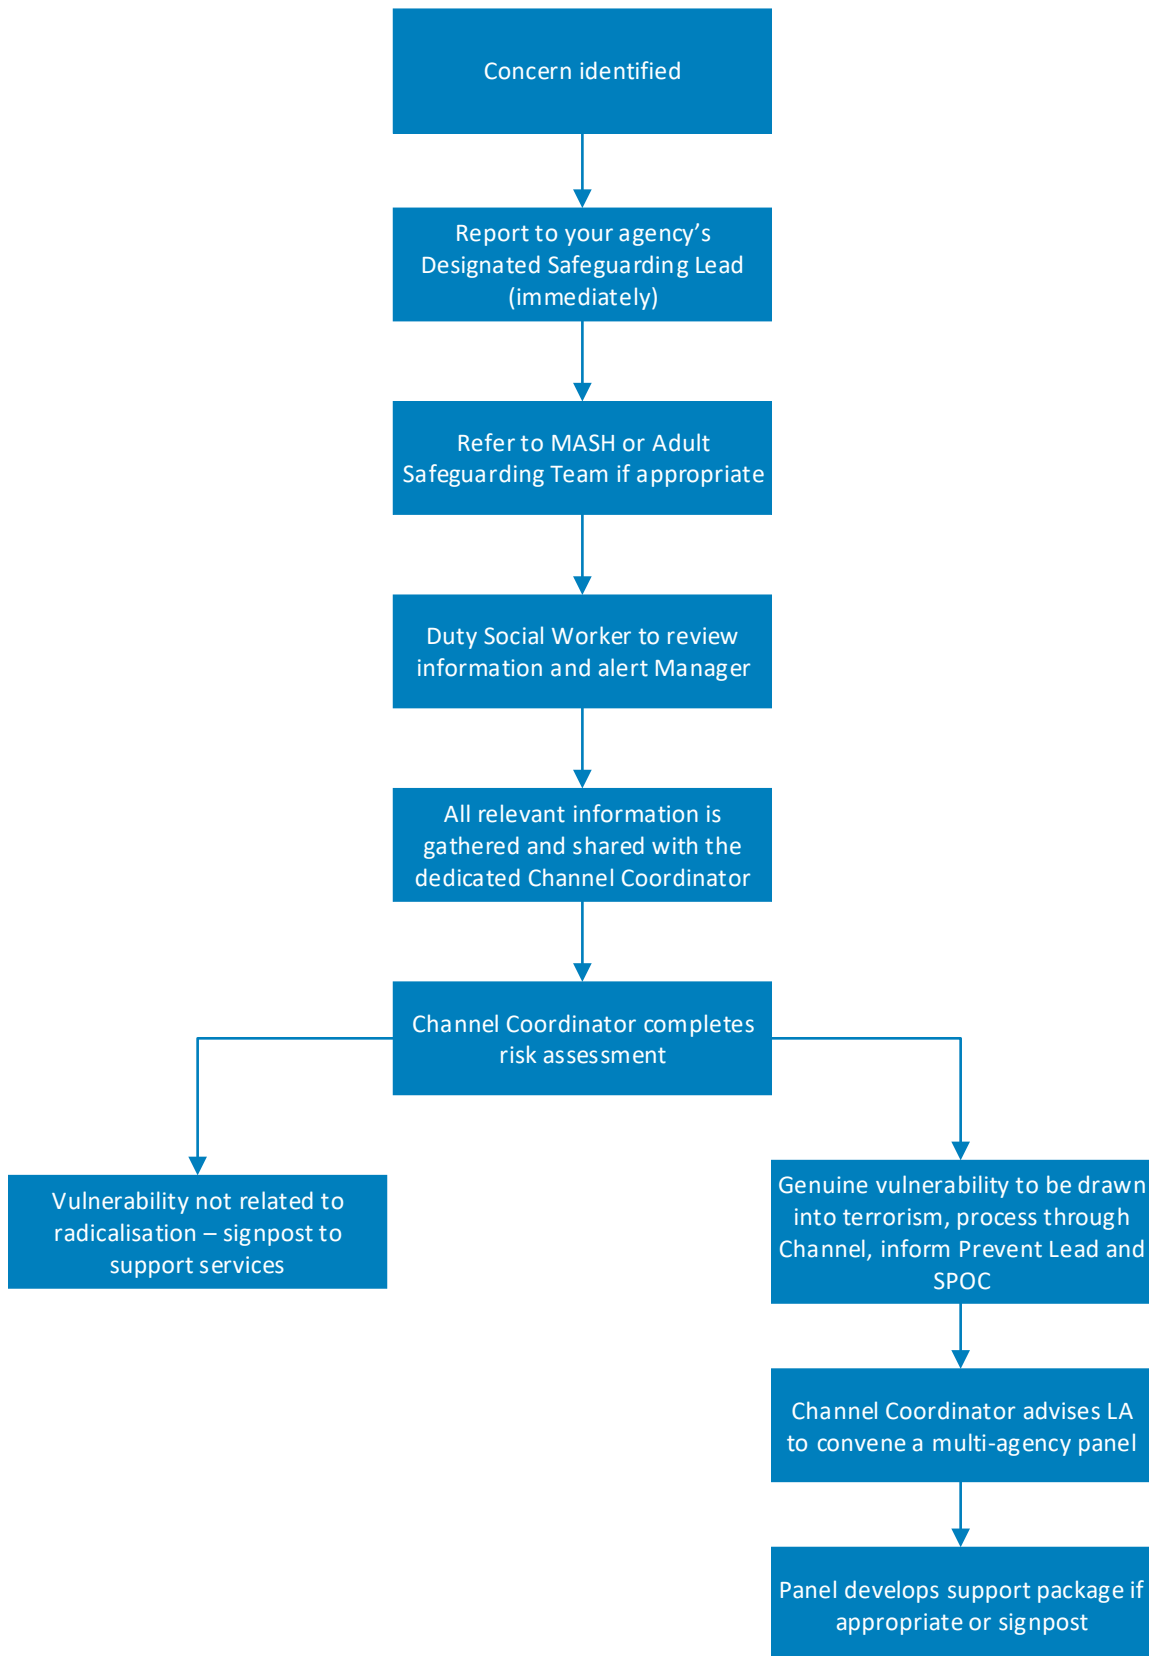 Concern identified
Report to your agency’s
Designated Safeguarding Lead
(immediately)
Refer to MASH or Adult
Safeguarding Team if appropriate
Duty Social Worker to review
information and alert Manager
All relevant information is
gathered and shared with the
dedicated Channel Coordinator
Channel Coordinator completes
risk assessment
Vulnerability not related to
radicalisation – signpost to
support services
Genuine vulnerability to be drawn
into terrorism, process through
Channel, inform Prevent Lead and
SPOC
Channel Coordinator advises LA
to convene a multi-agency panel
Panel develops support package if
appropriate or signpost